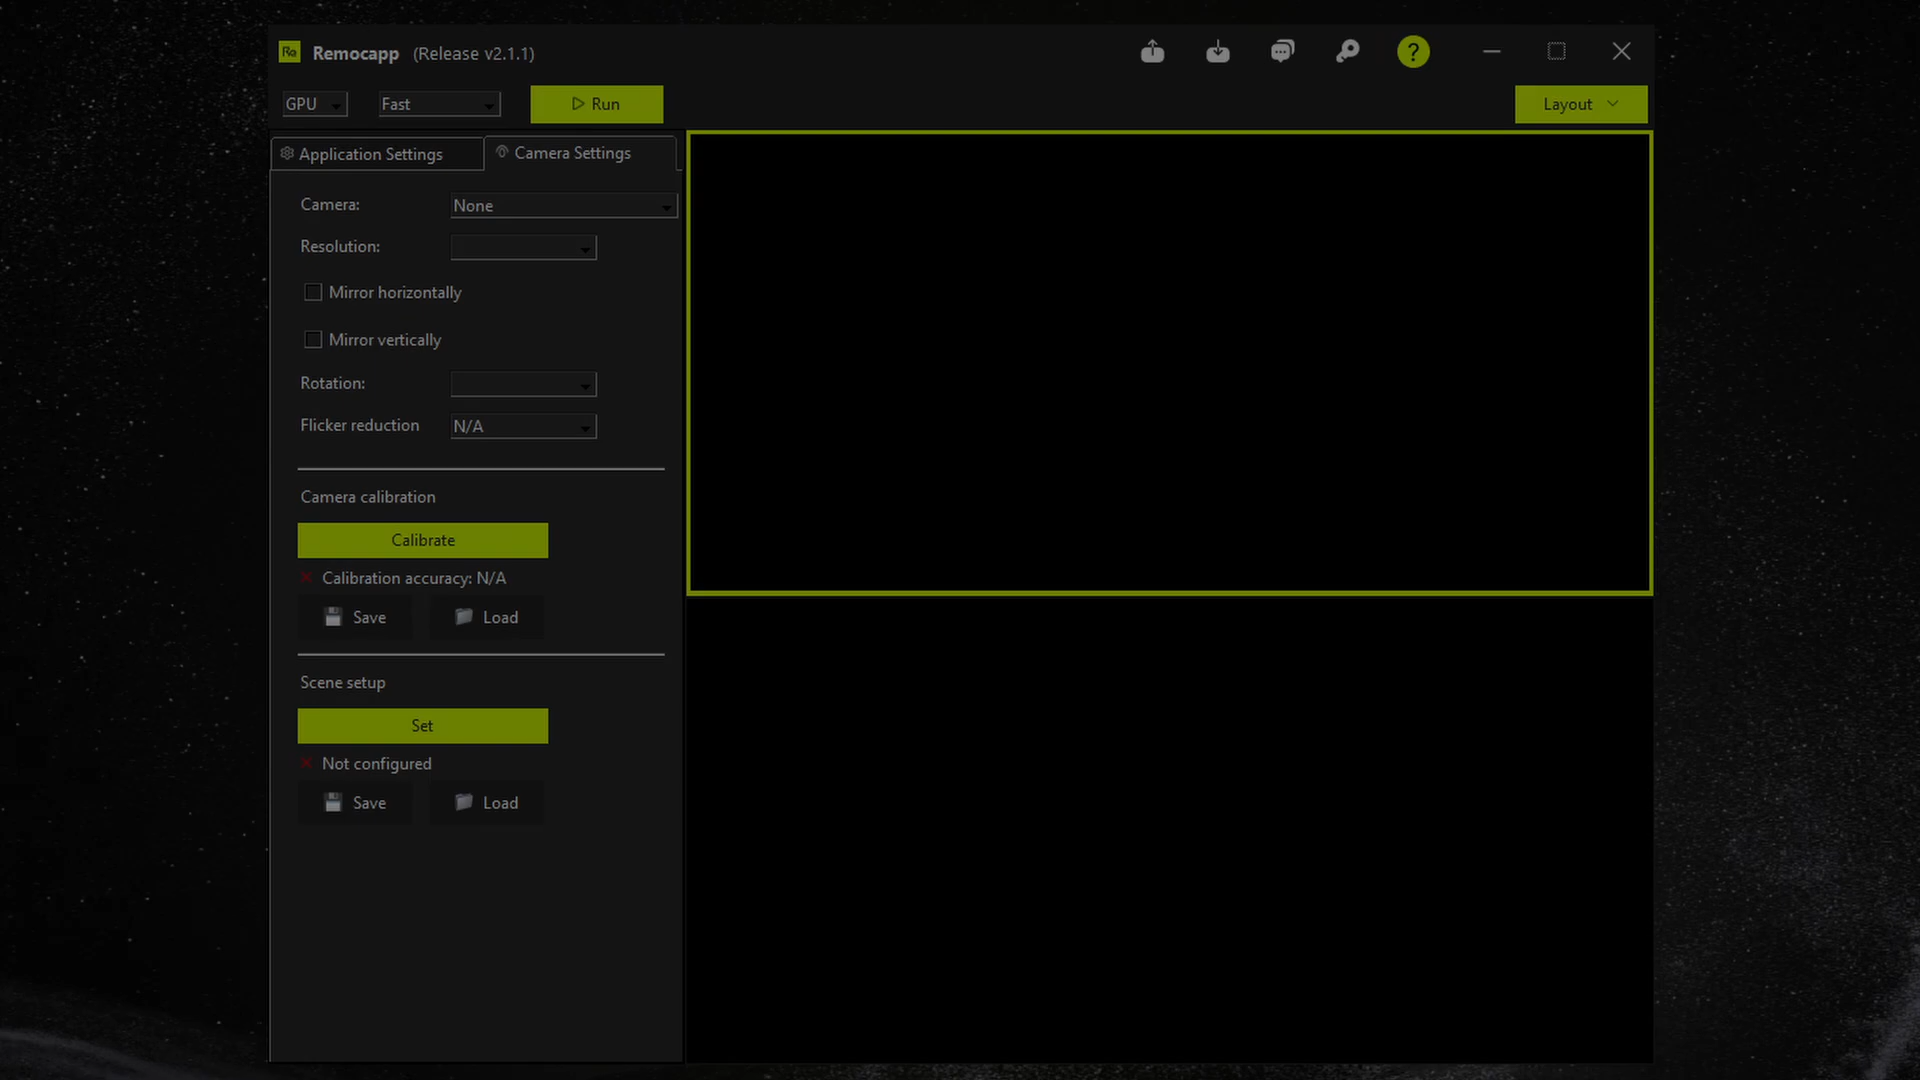 Re Remocapp (Release v2.1.1) ?
GPU Fast Run Layout
Application Settings Camera Settings
Camera: None
Resolution:
Mirror horizontally
Mirror vertically
Rotation:
Flicker reduction N/A
Camera calibration
Calibrate
Calibration accuracy: N/A
Save Load
Scene setup
Set
Not configured
Save Load